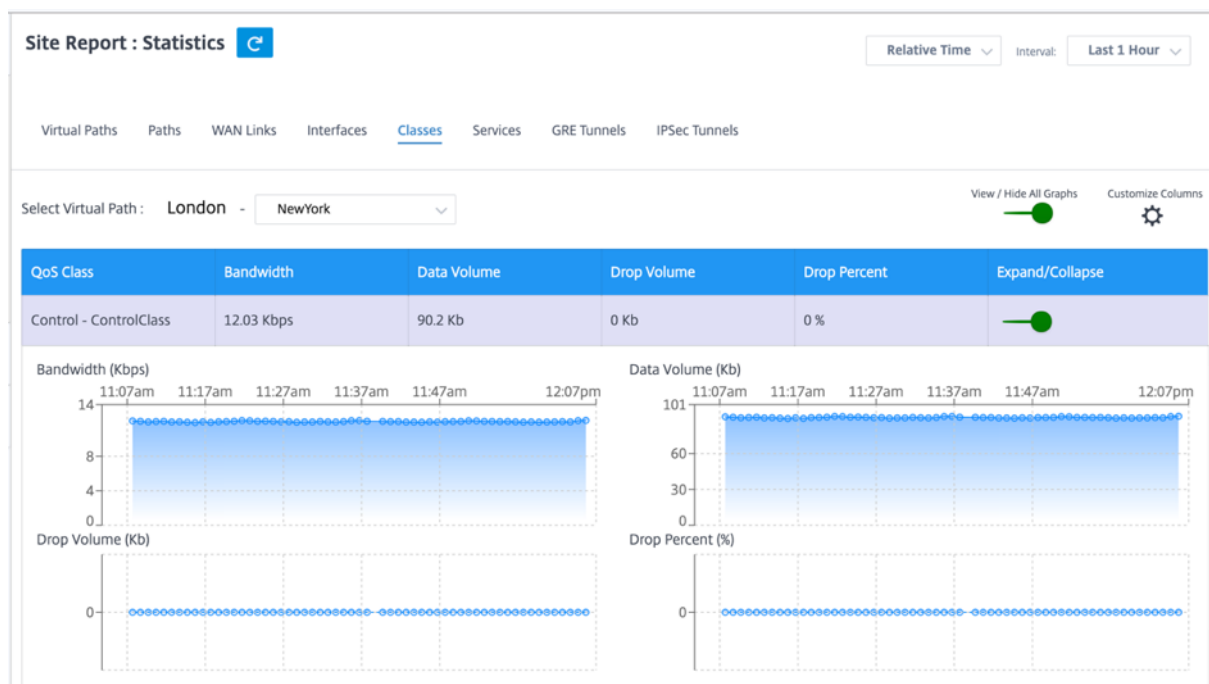 Site Report : Statistics
Relative Time
Interval:
Last 1 Hour
Virtual Paths Paths WAN Links Interfaces Classes Services GRE Tunnels IPSec Tunnels
View / Hide All Graphs Customize Columns
Select Virtual Path : London - NewYork
QoS Class Bandwidth Data Volume Drop Volume Drop Percent Expand/Collapse
Control - ControlClass 12.03 Kbps 90.2 Kb 0 Kb 0 %
Bandwidth (Kbps)
11:07am 11:17am 11:27am 11:37am 11:47am 12:07pm
14
8
4
0
Data Volume (Kb)
11:07am 11:17am 11:27am 11:37am 11:47am 12:07pm
101
60
30
0
Drop Volume (Kb)
0
Drop Percent (%)
0